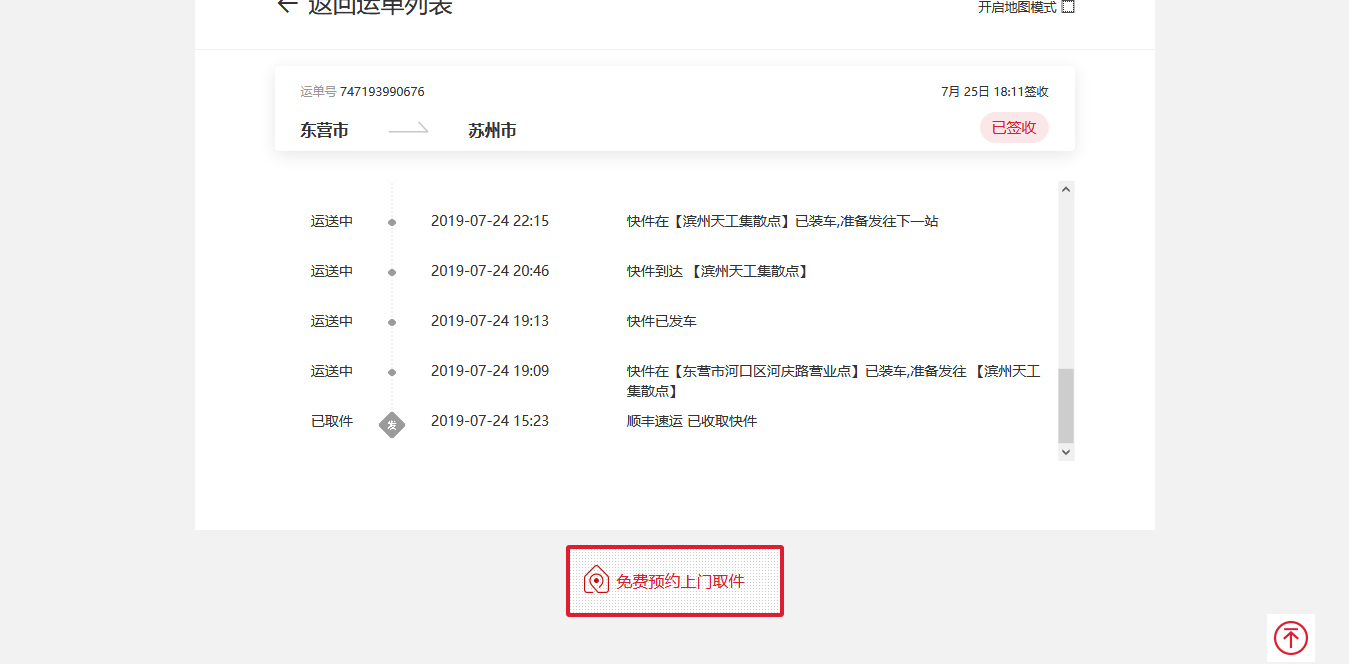 返回运单列表
开启地图模式
运单号 747193990676
7月 25日 18:11签收
东营市
苏州市
已签收
运送中 2019-07-24 22:15 快件在【滨州天工集散点】已装车,准备发往下一站
运送中 2019-07-24 20:46 快件到达 【滨州天工集散点】
运送中 2019-07-24 19:13 快件已发车
运送中 2019-07-24 19:09 快件在【东营市河口区河庆路营业点】已装车,准备发往 【滨州天工
集散点】
已取件 发 2019-07-24 15:23 顺丰速运 已收取快件
免费预约上门取件